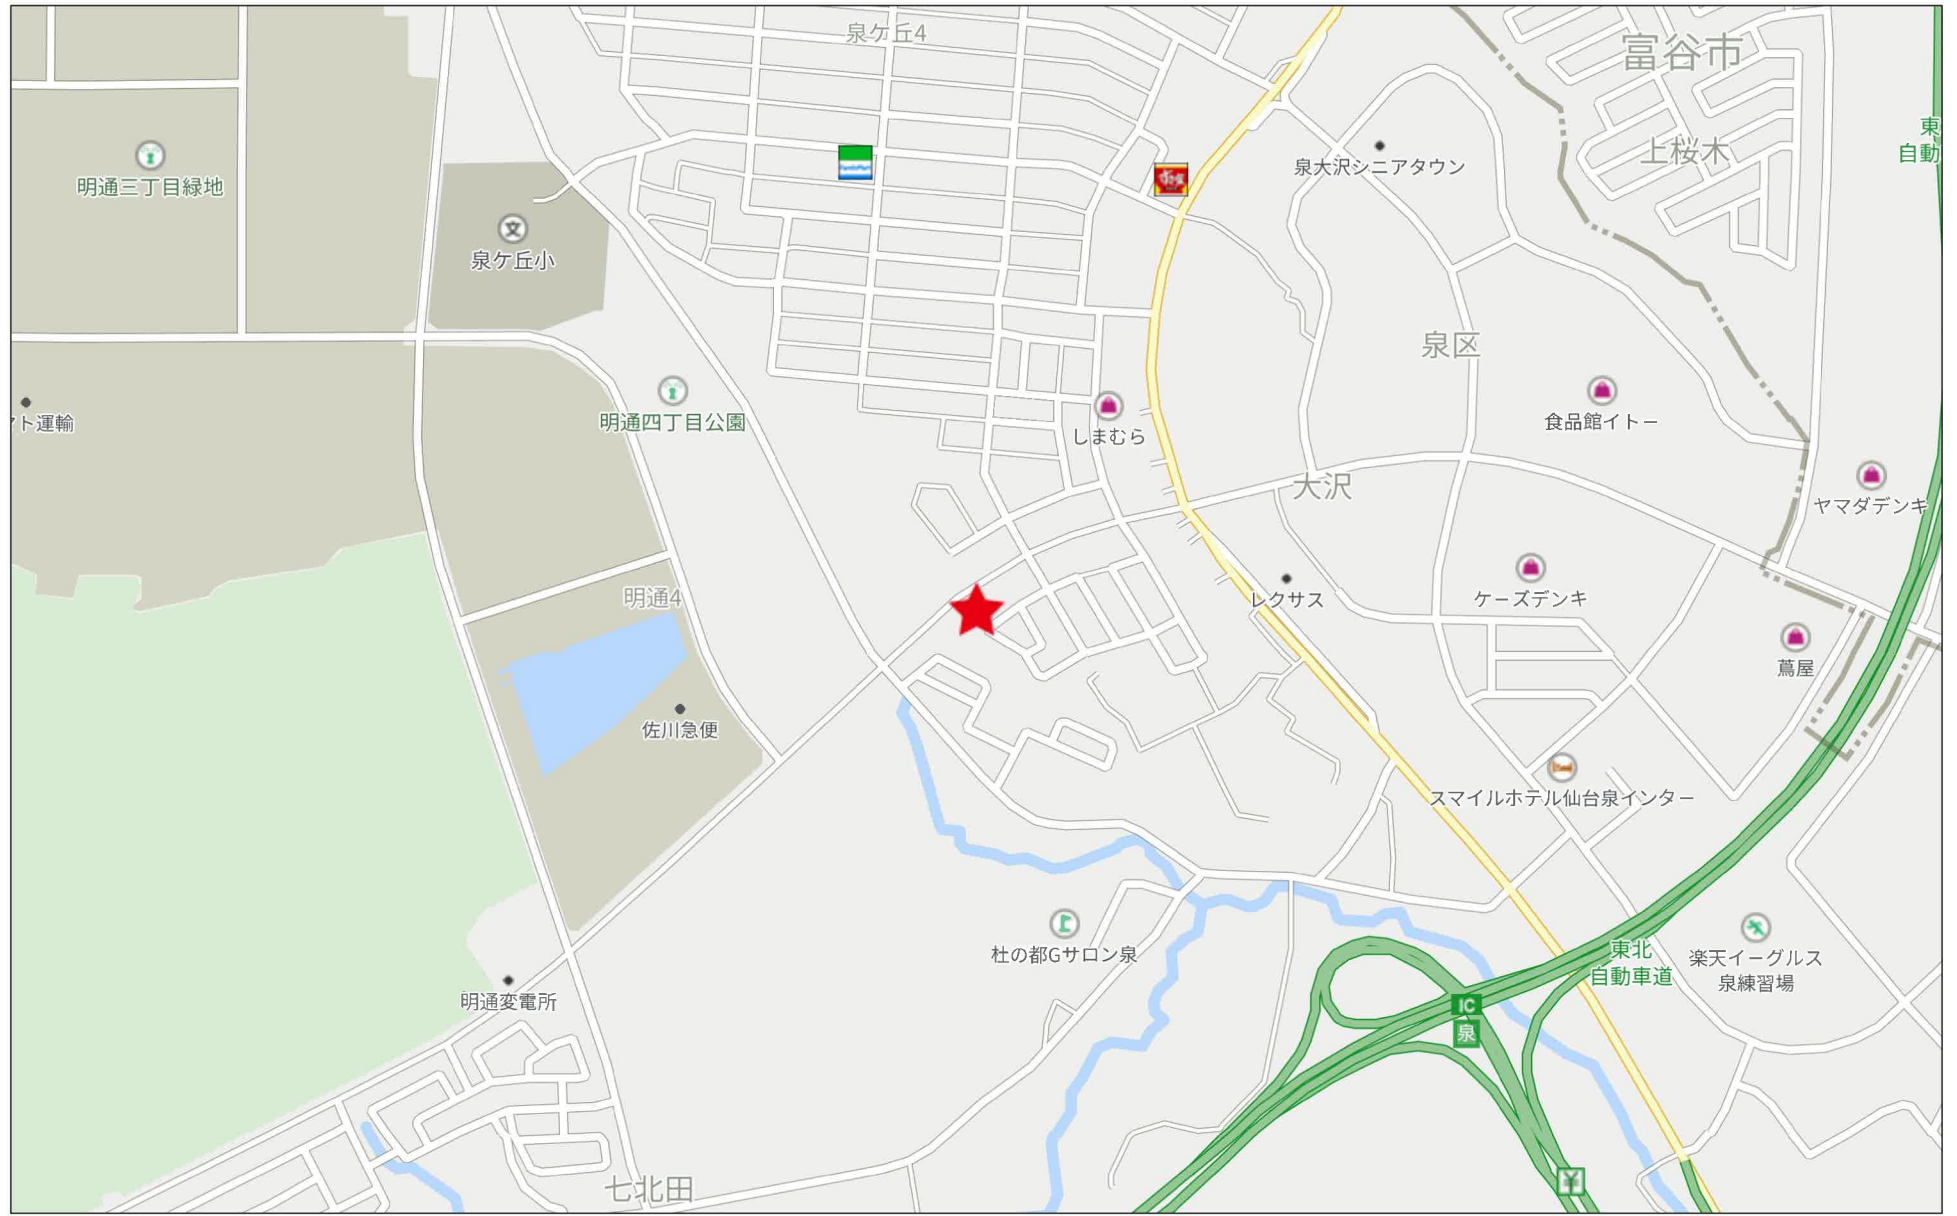 泉ケ丘4
富谷市
東
自動
上桜木
泉大沢シニアタウン
FamilyMart
すき家
明通三丁目緑地
文
泉ケ丘小
泉区
明通四丁目公園
しまむら
食品館イトー
マト運輸
大沢
ヤマダデンキ
レクサス
ケーズデンキ
明通4
蔦屋
佐川急便
スマイルホテル仙台泉インター
杜の都Gサロン泉
東北
自動車道
楽天イーグルス
泉練習場
明通変電所
IC
泉
七北田
¥